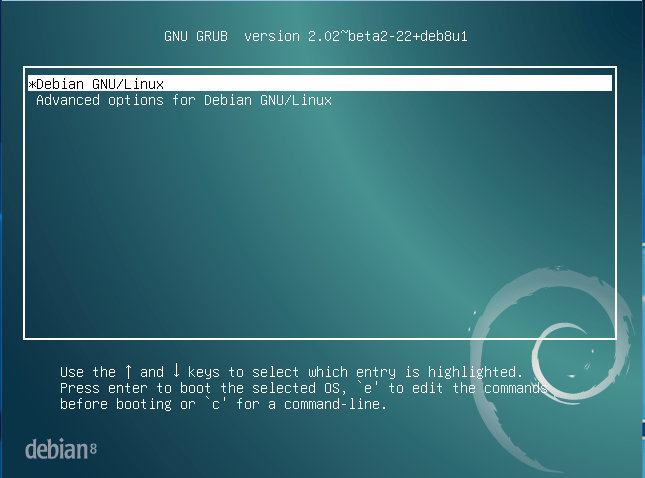 GNU GRUB  version 2.02~beta2-22+deb8u1
*Debian GNU/Linux
Advanced options for Debian GNU/Linux
Use the ↑ and ↓ keys to select which entry is highlighted.
Press enter to boot the selected OS, `e' to edit the commands
before booting or `c' for a command-line.
debian 8